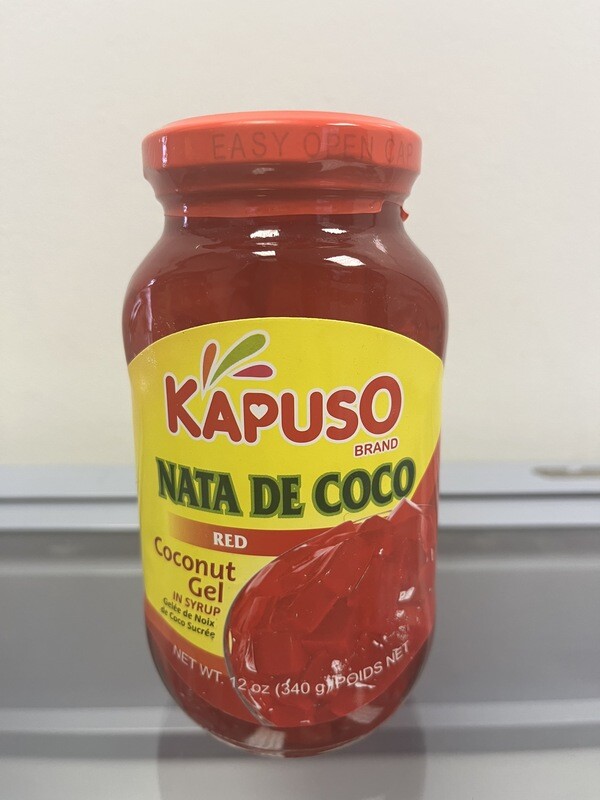 EASY OPEN CAP
KAPUSO
BRAND
NATA DE COCO
RED
Coconut
Gel
IN SYRUP
Gelée de Noix
de Coco Sucrée
NET WT. 12 oz (340 g) POIDS NET